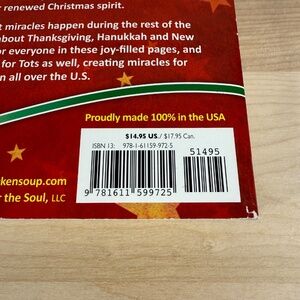 renewed Christmas spirit.
t miracles happen during the rest of the
about Thanksgiving, Hanukkah and New
or everyone in these joy-filled pages, and
for Tots as well, creating miracles for
n all over the U.S.
Proudly made 100% in the USA
$14.95 US / $17.95 Can.
ISBN 13: 978-1-61159-972-5
51495
9 781611 599725
kensoup.com
r the Soul, LLC